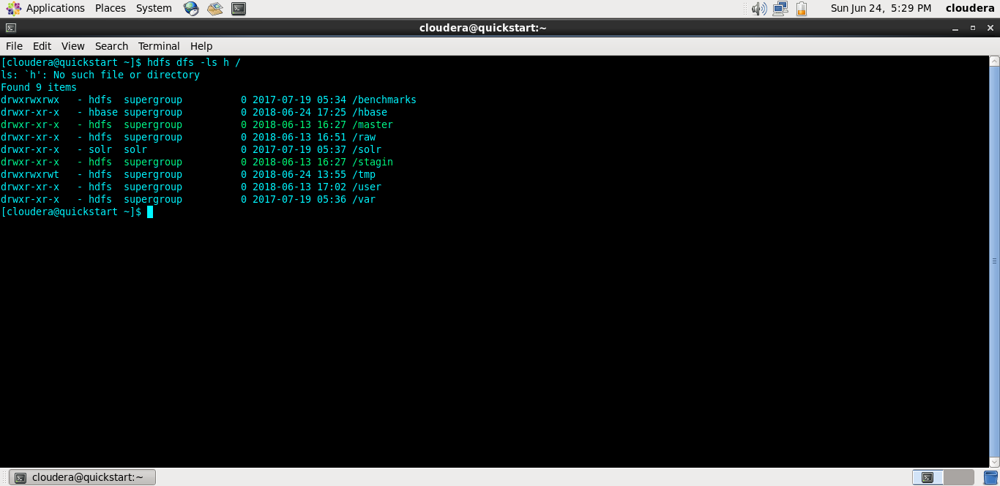 Applications Places System Sun Jun 24, 5:29 PM cloudera
cloudera@quickstart:~
File Edit View Search Terminal Help
[cloudera@quickstart ~]$ hdfs dfs -ls h /
ls: `h': No such file or directory
Found 9 items
drwxrwxrwx   - hdfs  supergroup          0 2017-07-19 05:34 /benchmarks
drwxr-xr-x   - hbase supergroup          0 2018-06-24 17:25 /hbase
drwxr-xr-x   - hdfs  supergroup          0 2018-06-13 16:27 /master
drwxr-xr-x   - hdfs  supergroup          0 2018-06-13 16:51 /raw
drwxr-xr-x   - solr  solr                0 2017-07-19 05:37 /solr
drwxr-xr-x   - hdfs  supergroup          0 2018-06-13 16:27 /stagin
drwxrwxrwt   - hdfs  supergroup          0 2018-06-24 13:55 /tmp
drwxr-xr-x   - hdfs  supergroup          0 2018-06-13 17:02 /user
drwxr-xr-x   - hdfs  supergroup          0 2017-07-19 05:36 /var
[cloudera@quickstart ~]$
cloudera@quickstart:~